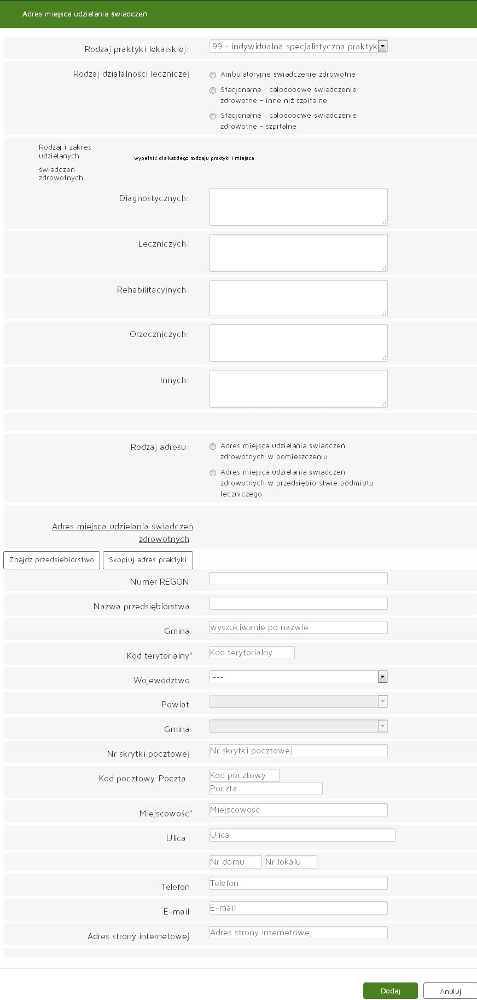 Adres miejsca udzielania świadczeń
Rodzaj praktyki lekarskiej:
99 - indywidualna specjalistyczna praktyk
Rodzaj działalności leczniczej
Ambulatoryjne świadczenie zdrowotne
Stacjonarne i całodobowe świadczenie
zdrowotne - inne niż szpitalne
Stacjonarne i całodobowe świadczenie
zdrowotne - szpitalne
Rodzaj i zakres
udzielanych
świadczeń
zdrowotnych
wypełnić dla każdego rodzaju praktyki i miejsca
Diagnostycznych:
Leczniczych:
Rehabilitacyjnych:
Orzeczniczych:
Innych:
Rodzaj adresu:
Adres miejsca udzielania świadczeń
zdrowotnych w pomieszczeniu
Adres miejsca udzielania świadczeń
zdrowotnych w przedsiębiorstwie podmiotu
leczniczego
Adres miejsca udzielania świadczeń
zdrowotnych
Znajdź przedsiębiorstwo
Skopiuj adres praktyki
Numer REGON
Nazwa przedsiębiorstwa
Gmina
wyszukiwanie po nazwie
Kod terytorialny*
Kod terytorialny
Województwo
---
Powiat
Gmina
Nr skrytki pocztowej
Nr skrytki pocztowej
Kod pocztowy Poczta
Kod pocztowy
Poczta
Miejscowość*
Miejscowość
Ulica
Ulica
Nr domu Nr lokalu
Telefon
Telefon
E-mail
E-mail
Adres strony internetowej
Adres strony internetowej
Dodaj
Anuluj